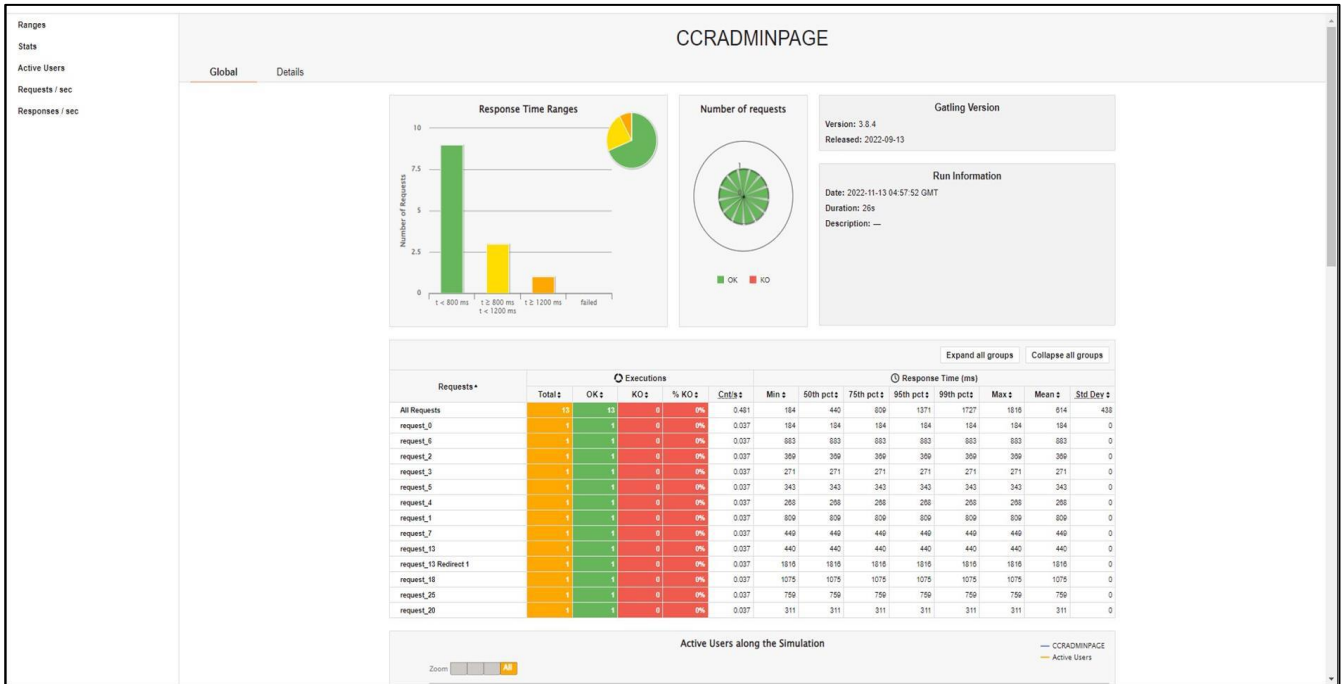 Ranges
Stats
Active Users
Requests / sec
Responses / sec
CCRADMINPAGE
Global Details
Response Time Ranges
Number of Requests
10
7.5
5
2.5
0
t < 800 ms t ≥ 800 ms t ≥ 1200 ms failed
t < 1200 ms
Number of requests
OK KO
Gatling Version
Version: 3.8.4
Released: 2022-09-13
Run Information
Date: 2022-11-13 04:57:52 GMT
Duration: 26s
Description: —
Expand all groups Collapse all groups
Requests Executions Response Time (ms)
Total OK KO % KO Cnt/s Min 50th pct 75th pct 95th pct 99th pct Max Mean Std Dev
All Requests 13 13 0 0% 0.481 184 440 809 1371 1727 1816 614 438
request_0 1 1 0 0% 0.037 184 184 184 184 184 184 184 0
request_6 1 1 0 0% 0.037 883 883 883 883 883 883 883 0
request_2 1 1 0 0% 0.037 369 369 369 369 369 369 369 0
request_3 1 1 0 0% 0.037 271 271 271 271 271 271 271 0
request_5 1 1 0 0% 0.037 343 343 343 343 343 343 343 0
request_4 1 1 0 0% 0.037 268 268 268 268 268 268 268 0
request_1 1 1 0 0% 0.037 809 809 809 809 809 809 809 0
request_7 1 1 0 0% 0.037 449 449 449 449 449 449 449 0
request_13 1 1 0 0% 0.037 440 440 440 440 440 440 440 0
request_13 Redirect 1 1 1 0 0% 0.037 1816 1816 1816 1816 1816 1816 1816 0
request_18 1 1 0 0% 0.037 1075 1075 1075 1075 1075 1075 1075 0
request_25 1 1 0 0% 0.037 759 759 759 759 759 759 759 0
request_20 1 1 0 0% 0.037 311 311 311 311 311 311 311 0
Active Users along the Simulation
CCRADMINPAGE
Active Users
Zoom All